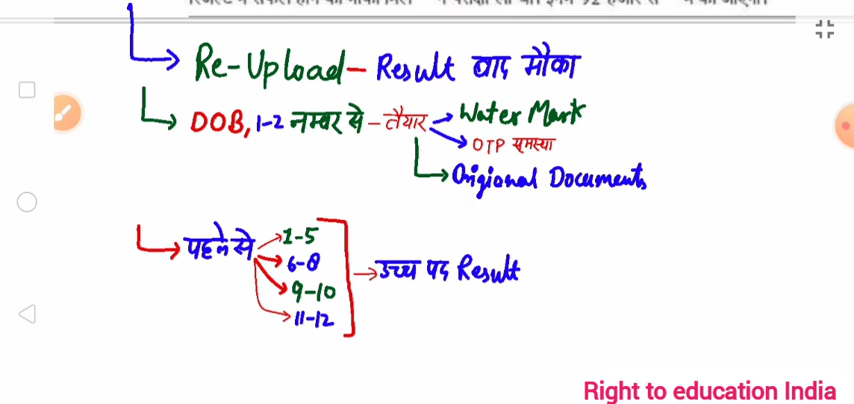 Re-Upload - Result बाद मौका
DOB, 1-2 नम्बर से - तैयार → Water Mark
OTP समस्या
Origional Documents
पहले से → 1-5
6-8
9-10
11-12
→ उच्च पद Result
Right to education India